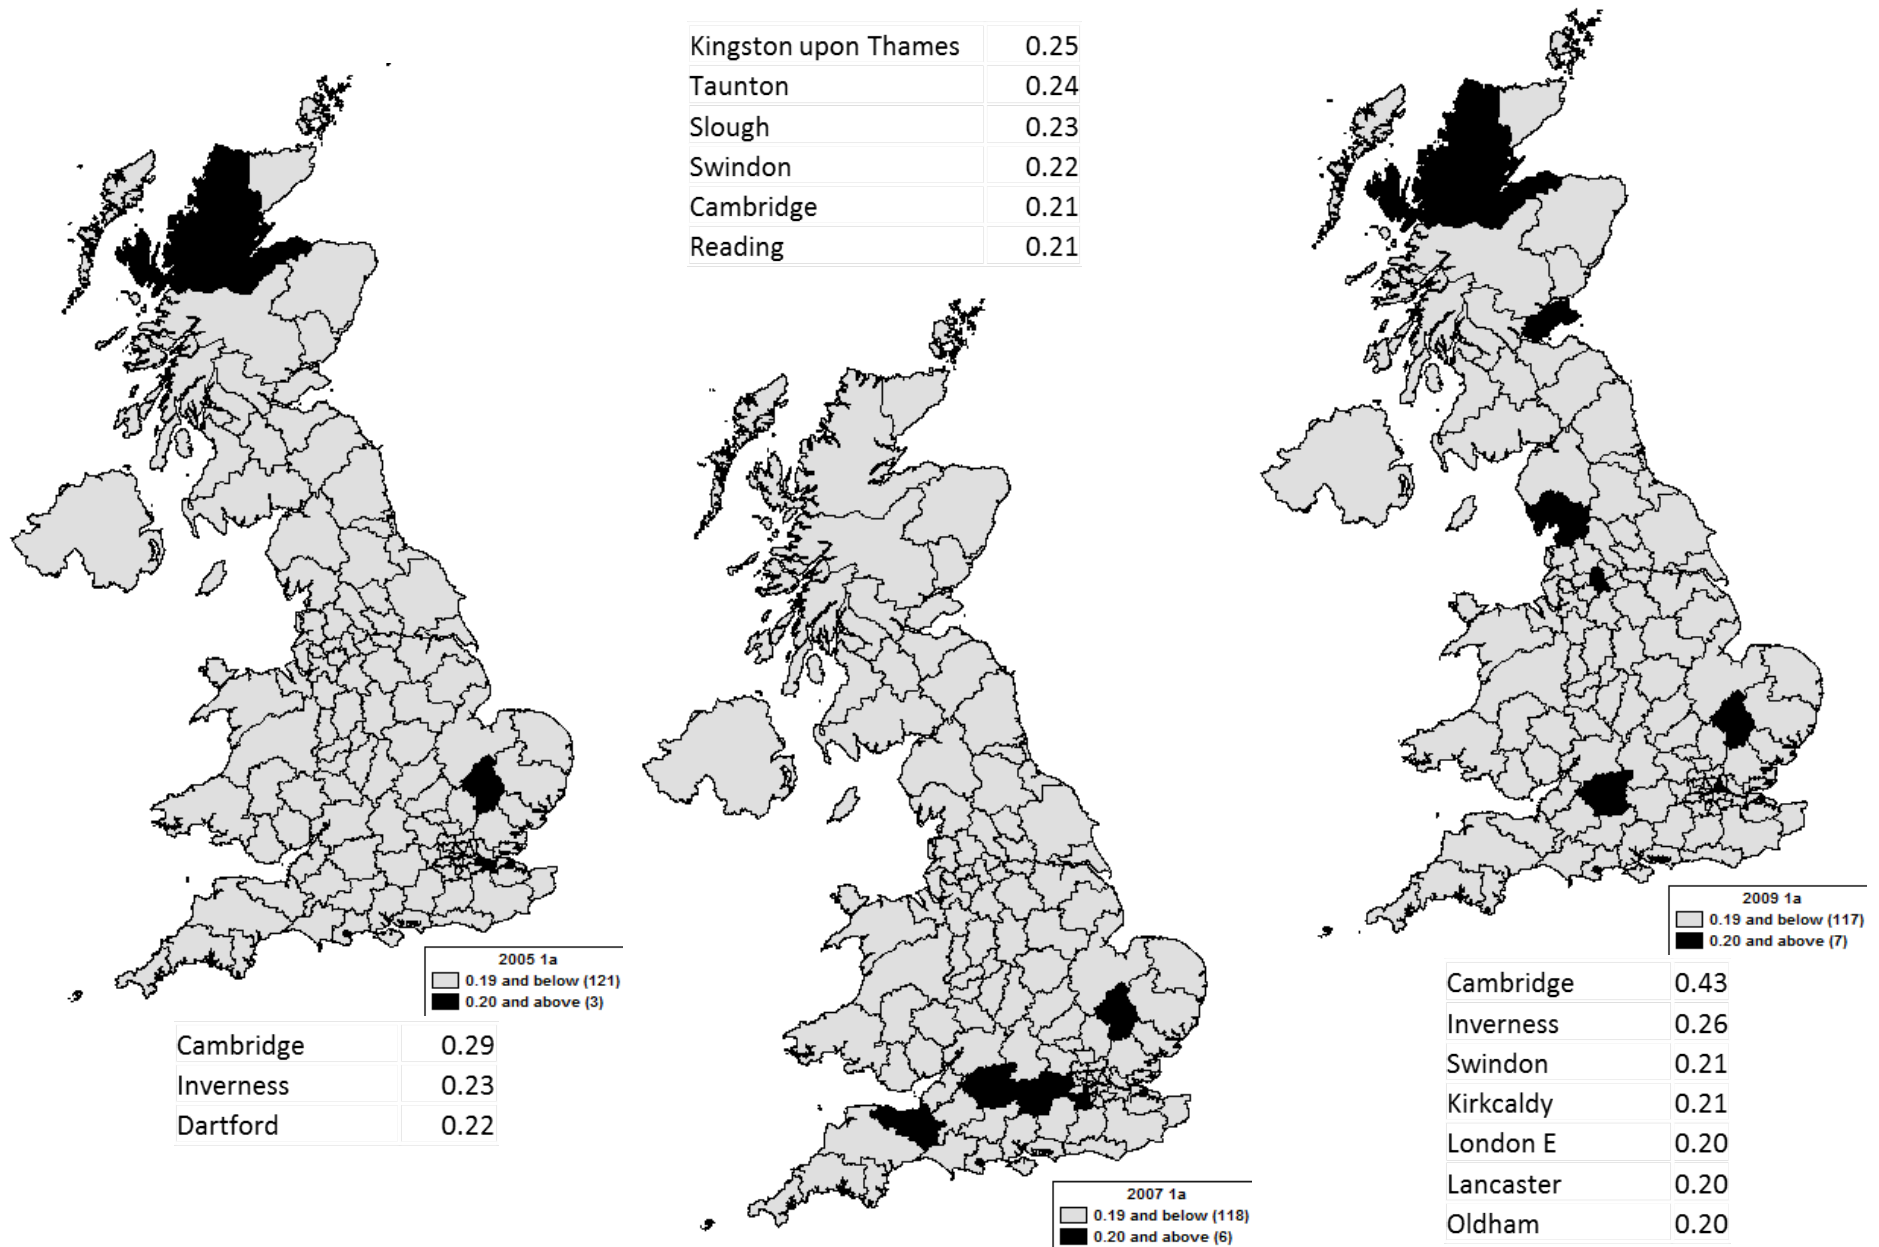 Kingston upon Thames 0.25
Taunton 0.24
Slough 0.23
Swindon 0.22
Cambridge 0.21
Reading 0.21
2005 1a
0.19 and below (121)
0.20 and above (3)
Cambridge 0.29
Inverness 0.23
Dartford 0.22
2007 1a
0.19 and below (118)
0.20 and above (6)
2009 1a
0.19 and below (117)
0.20 and above (7)
Cambridge 0.43
Inverness 0.26
Swindon 0.21
Kirkcaldy 0.21
London E 0.20
Lancaster 0.20
Oldham 0.20